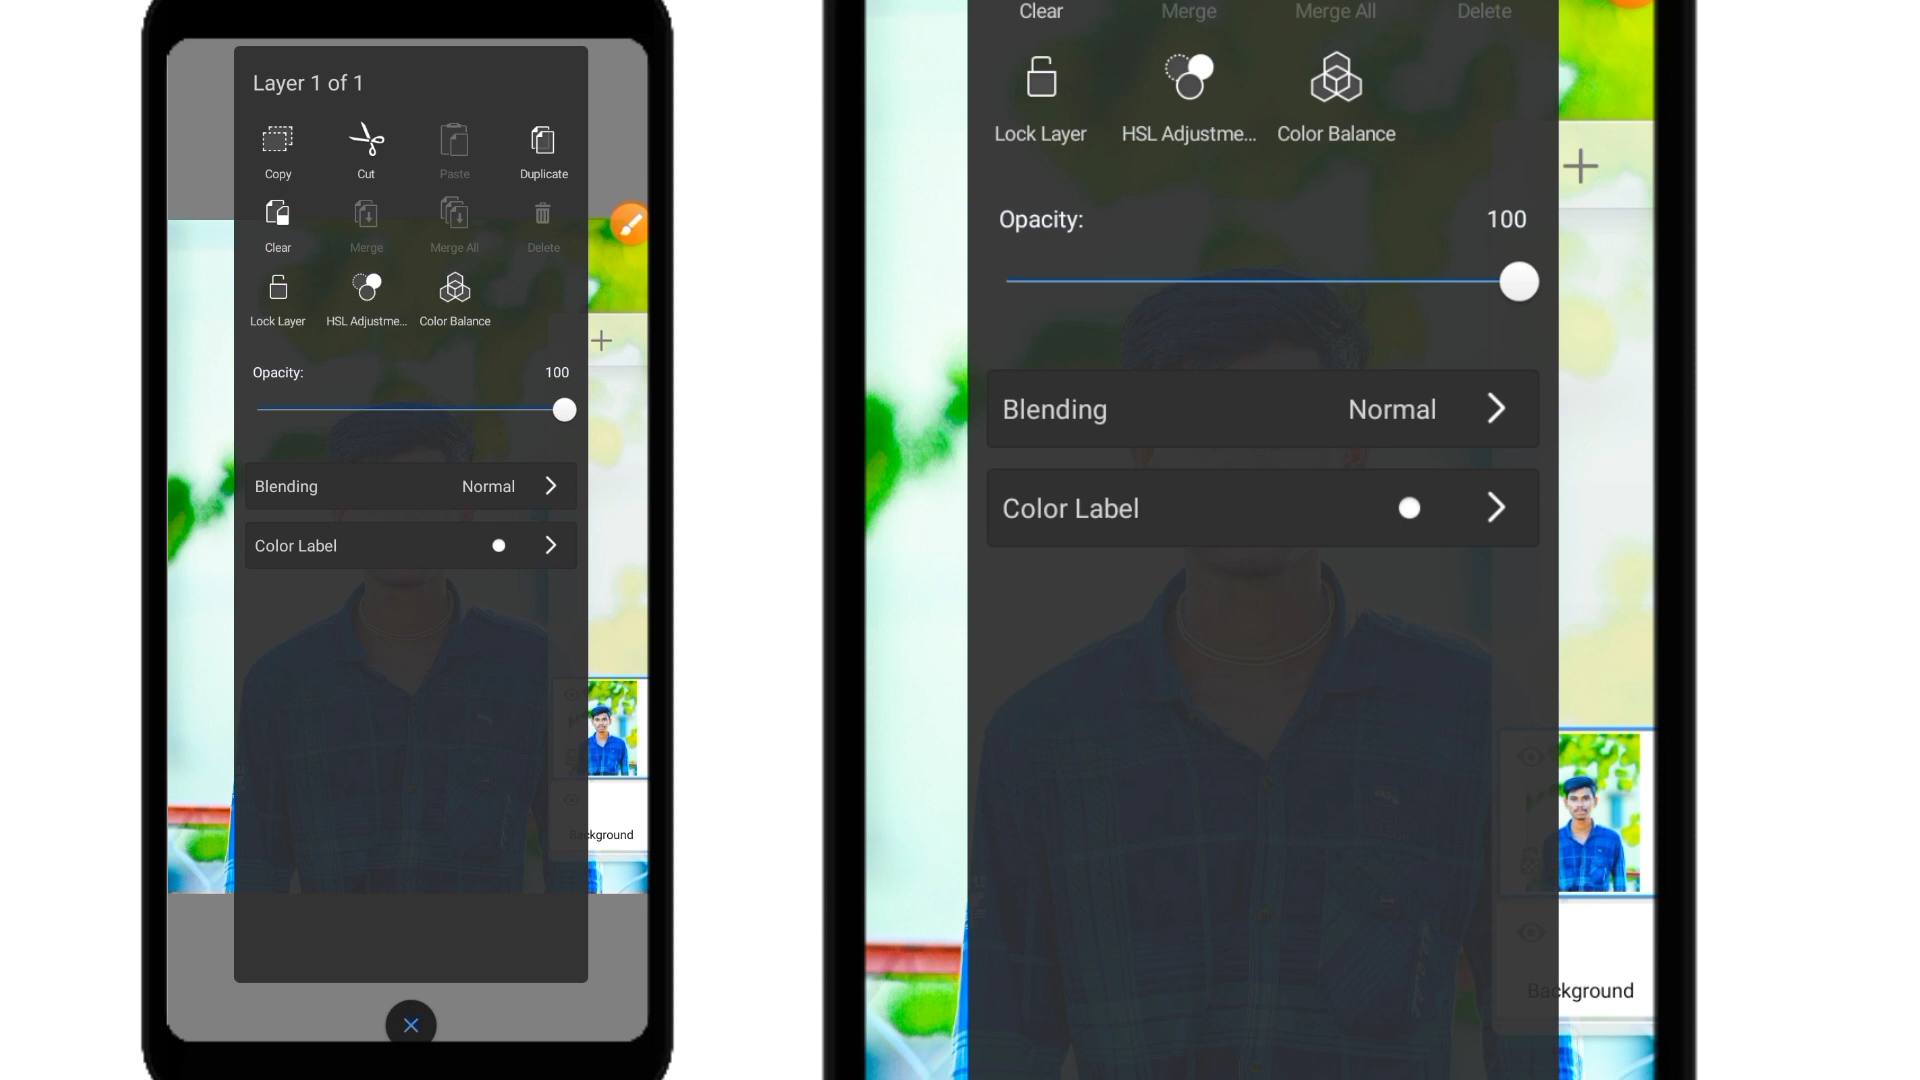 Layer 1 of 1
Copy Cut Paste Duplicate
Clear Merge Merge All Delete
Lock Layer HSL Adjustme... Color Balance
Opacity: 100
Blending Normal
Color Label
Background
Clear Merge Merge All Delete
Lock Layer HSL Adjustme... Color Balance
Opacity: 100
Blending Normal
Color Label
Background